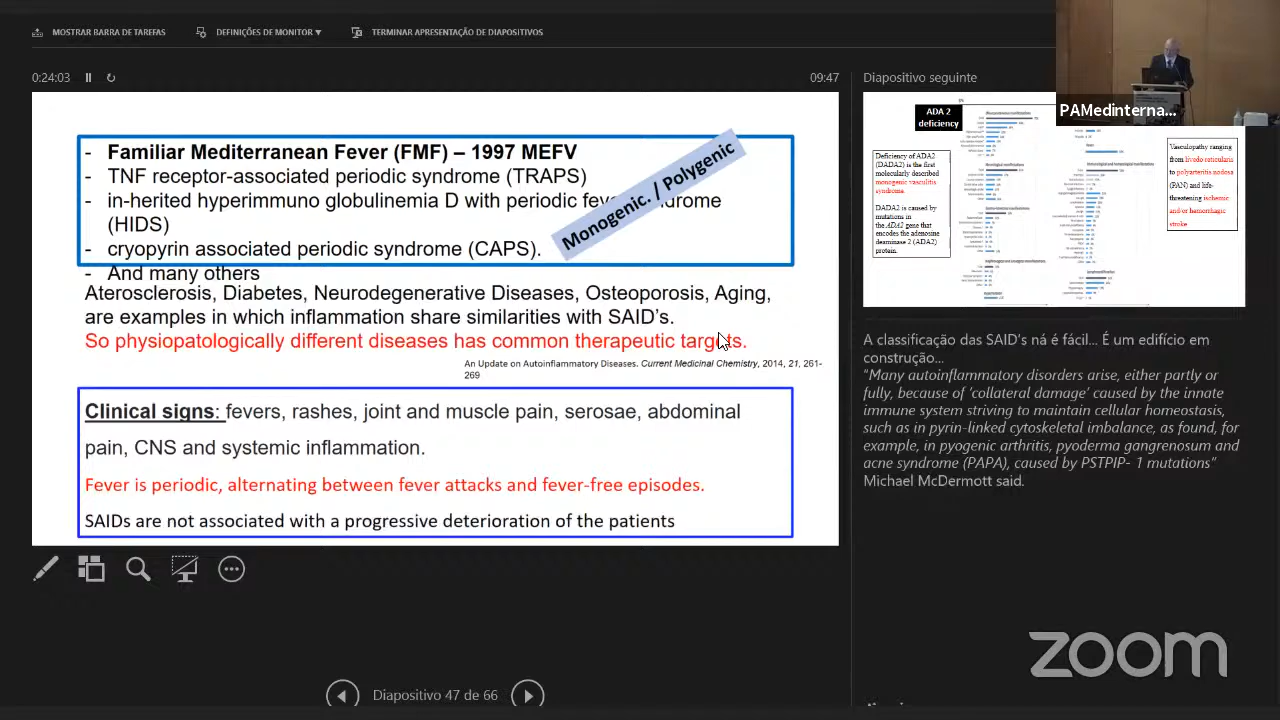 MOSTRAR BARRA DE TAREFAS
DEFINIÇÕES DE MONITOR ▼
TERMINAR APRESENTAÇÃO DE DIAPOSITIVOS
0:24:03
09:47
Diapositivo seguinte
PAMedinterna...
- Familiar Mediterranean Fever (FMF) - 1997 MEFV
- TNF receptor-associated periodic syndrome (TRAPS)
- in-herited hyperimmuno globulinemia D with periodic fever syndrome
(HIDS)
- cryopyrin associated periodic syndrome (CAPS)
- And many others
Monogenic / Polygenic
Aterosclerosis, Diabetes, Neurodegenerative Diseases, Osteoporosis, Aging,
are examples in which inflammation share similarities with SAID's.
So physiopatologically different diseases has common therapeutic targets.
An Update on Autoinflammatory Diseases. Current Medicinal Chemistry, 2014, 21, 261-
269
Clinical signs: fevers, rashes, joint and muscle pain, serosae, abdominal
pain, CNS and systemic inflammation.
Fever is periodic, alternating between fever attacks and fever-free episodes.
SAIDs are not associated with a progressive deterioration of the patients
ADA 2
deficiency
Deficiency of ADA2
(DADA2) is the first
molecularly described
monogenic vasculitis
syndrome.
DADA2 is caused by
mutations in
the ADA2 gene that
encodes the adenosine
deaminase 2 (ADA2)
protein.
Vasculopathy ranging
from livedo reticularis
to polyarteritis nodosa
(PAN) and life-
threatening ischemic
and/or hemorrhagic
stroke
A classificação das SAID's ná é fácil... É um edifício em
construção...
"Many autoinflammatory disorders arise, either partly or
fully, because of 'collateral damage' caused by the innate
immune system striving to maintain cellular homeostasis,
such as in pyrin-linked cytoskeletal imbalance, as found, for
example, in pyogenic arthritis, pyoderma gangrenosum and
acne syndrome (PAPA), caused by PSTPIP- 1 mutations"
Michael McDermott said.
zoom
Diapositivo 47 de 66